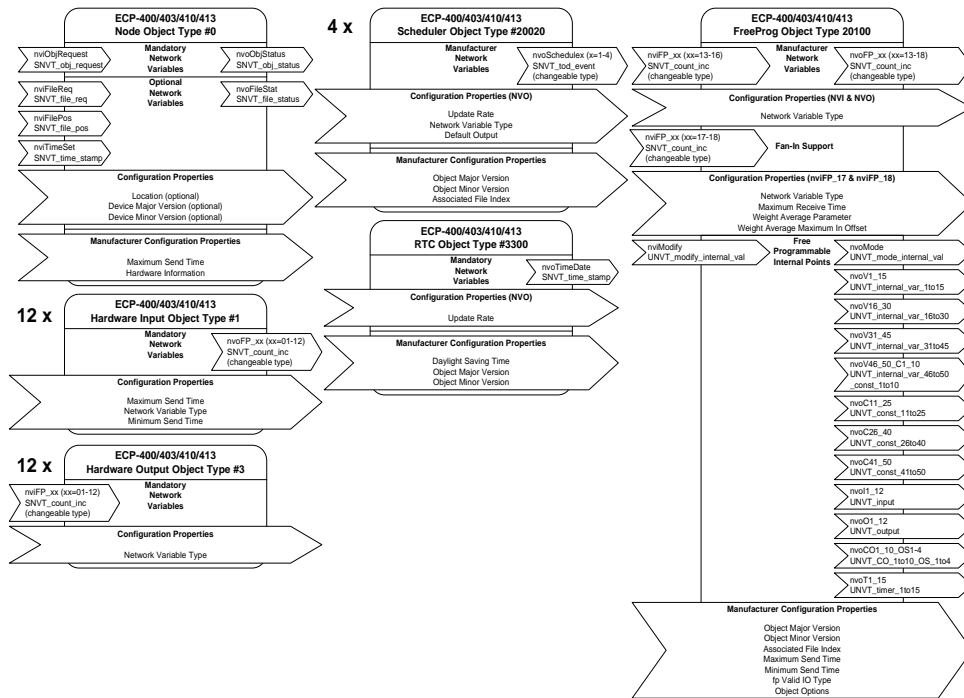 ECP-400/403/410/413
Node Object Type #0
nviObjRequest
SNVT_obj_request
Mandatory
Network
Variables
nvoObjStatus
SNVT_obj_status
nviFileReq
SNVT_file_req
Optional
Network
Variables
nvoFileStat
SNVT_file_status
nviFilePos
SNVT_file_pos
nviTimeSet
SNVT_time_stamp
Configuration Properties
Location (optional)
Device Major Version (optional)
Device Minor Version (optional)
Manufacturer Configuration Properties
Maximum Send Time
Hardware Information
12 x
ECP-400/403/410/413
Hardware Input Object Type #1
Mandatory
Network
Variables
nvoFP_xx (xx=01-12)
SNVT_count_inc
(changeable type)
Configuration Properties
Maximum Send Time
Network Variable Type
Minimum Send Time
12 x
ECP-400/403/410/413
Hardware Output Object Type #3
nviFP_xx (xx=01-12)
SNVT_count_inc
(changeable type)
Mandatory
Network
Variables
Configuration Properties
Network Variable Type
4 x
ECP-400/403/410/413
Scheduler Object Type #20020
Manufacturer
Network
Variables
nvoSchedulex (x=1-4)
SNVT_tod_event
(changeable type)
Configuration Properties (NVO)
Update Rate
Network Variable Type
Default Output
Manufacturer Configuration Properties
Object Major Version
Object Minor Version
Associated File Index
ECP-400/403/410/413
RTC Object Type #3300
Mandatory
Network
Variables
nvoTimeDate
SNVT_time_stamp
Configuration Properties (NVO)
Update Rate
Manufacturer Configuration Properties
Daylight Saving Time
Object Major Version
Object Minor Version
ECP-400/403/410/413
FreeProg Object Type 20100
nviFP_xx (xx=13-16)
SNVT_count_inc
(changeable type)
Manufacturer
Network
Variables
nvoFP_xx (xx=13-18)
SNVT_count_inc
(changeable type)
Configuration Properties (NVI & NVO)
Network Variable Type
nviFP_xx (xx=17-18)
SNVT_count_inc
(changeable type)
Fan-In Support
Configuration Properties (nviFP_17 & nviFP_18)
Network Variable Type
Maximum Receive Time
Weight Average Parameter
Weight Average Maximum In Offset
nviModify
UNVT_modify_internal_val
Free
Programmable
Internal Points
nvoMode
UNVT_mode_internal_val
nvoV1_15
UNVT_internal_var_1to15
nvoV16_30
UNVT_internal_var_16to30
nvoV31_45
UNVT_internal_var_31to45
nvoV46_50_C1_10
UNVT_internal_var_46to50
_const_1to10
nvoC11_25
UNVT_const_11to25
nvoC26_40
UNVT_const_26to40
nvoC41_50
UNVT_const_41to50
nvoI1_12
UNVT_input
nvoO1_12
UNVT_output
nvoCO1_10_OS1-4
UNVT_CO_1to10_OS_1to4
nvoT1_15
UNVT_timer_1to15
Manufacturer Configuration Properties
Object Major Version
Object Minor Version
Associated File Index
Maximum Send Time
Minimum Send Time
fp Valid IO Type
Object Options